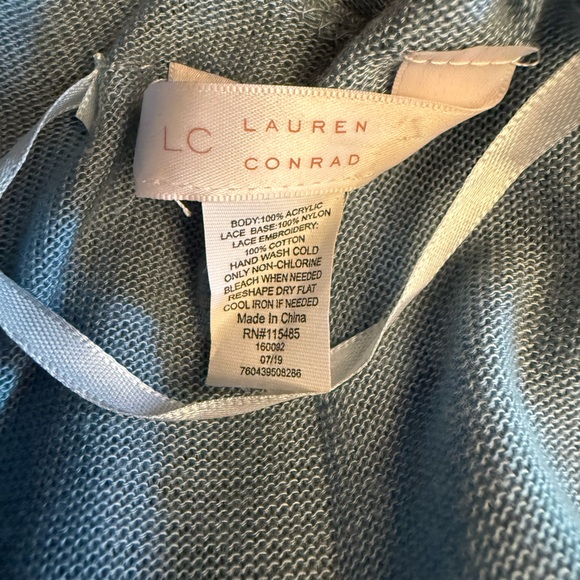 LC LAUREN
CONRAD
BODY:100% ACRYLIC
LACE BASE:100% NYLON
LACE EMBROIDERY:
100% COTTON
HAND WASH COLD
ONLY NON-CHLORINE
BLEACH WHEN NEEDED
RESHAPE DRY FLAT
COOL IRON IF NEEDED
Made In China
RN#115485
160092
07/19
760439508286